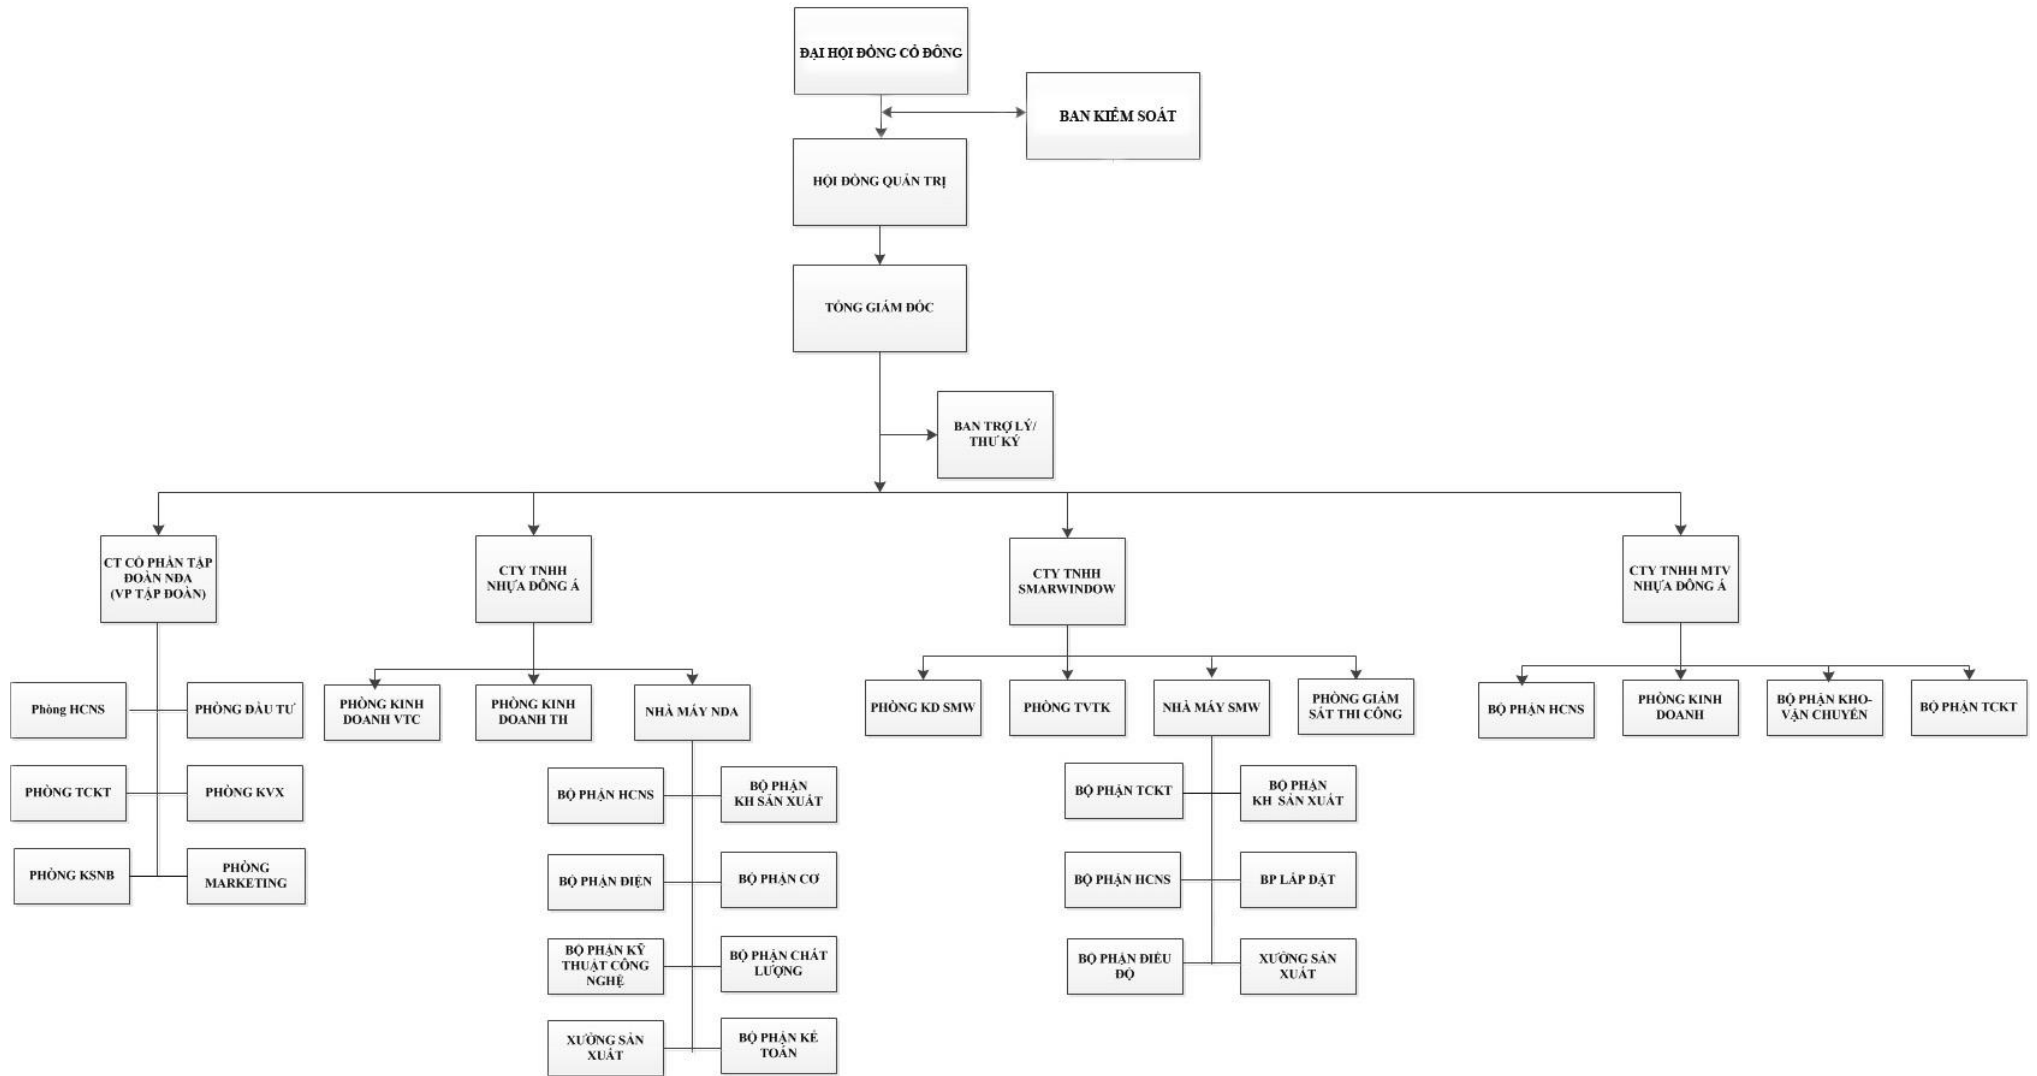 ĐẠI HỘI ĐỒNG CỔ ĐÔNG
BAN KIỂM SOÁT
HỘI ĐỒNG QUẢN TRỊ
TỔNG GIÁM ĐỐC
BAN TRỢ LÝ/
THƯ KÝ
CT CỔ PHẦN TẬP
ĐOÀN NDA
(VP TẬP ĐOÀN)
CTY TNHH
NHỰA ĐÔNG Á
CTY TNHH
SMARWINDOW
CTY TNHH MTV
NHỰA ĐÔNG Á
Phòng HCNS
PHÒNG ĐẦU TƯ
PHÒNG TCKT
PHÒNG KVX
PHÒNG KSNB
PHÒNG
MARKETING
PHÒNG KINH
DOANH VTC
PHÒNG KINH
DOANH TH
NHÀ MÁY NDA
BỘ PHẬN HCNS
BỘ PHẬN
KH SẢN XUẤT
BỘ PHẬN ĐIỆN
BỘ PHẬN CƠ
BỘ PHẬN KỸ
THUẬT CÔNG
NGHỆ
BỘ PHẬN CHẤT
LƯỢNG
XƯỞNG SẢN
XUẤT
BỘ PHẬN KẾ
TOÁN
PHÒNG KD SMW
PHÒNG TVTK
NHÀ MÁY SMW
PHÒNG GIÁM
SÁT THI CÔNG
BỘ PHẬN TCKT
BỘ PHẬN
KH SẢN XUẤT
BỘ PHẬN HCNS
BP LẮP ĐẶT
BỘ PHẬN ĐIỀU
ĐỘ
XƯỞNG SẢN
XUẤT
BỘ PHẬN HCNS
PHÒNG KINH
DOANH
BỘ PHẬN KHO-
VẬN CHUYỂN
BỘ PHẬN TCKT